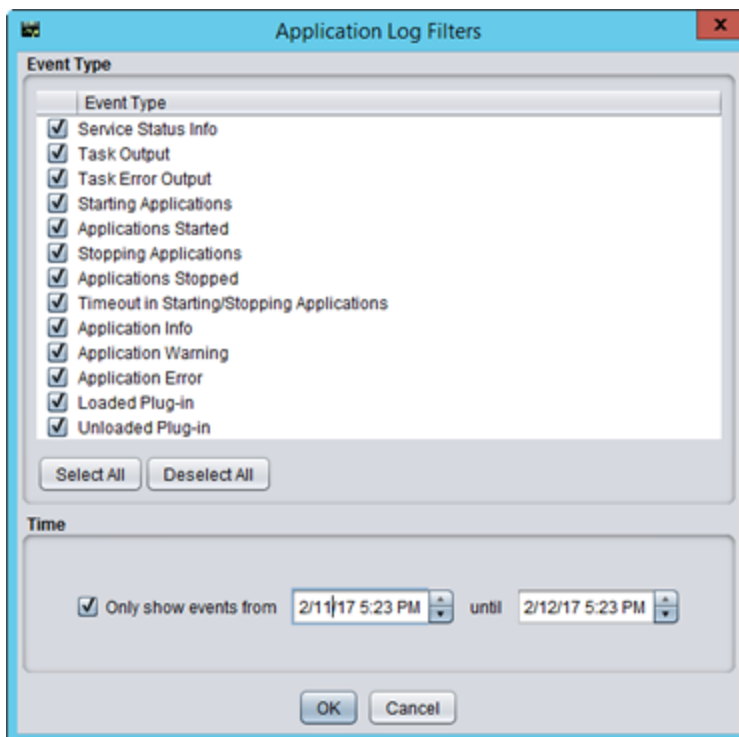 Application Log Filters
x
Event Type
Event Type
Service Status Info
Task Output
Task Error Output
Starting Applications
Applications Started
Stopping Applications
Applications Stopped
Timeout in Starting/Stopping Applications
Application Info
Application Warning
Application Error
Loaded Plug-in
Unloaded Plug-in
Select All Deselect All
Time
Only show events from 2/11/17 5:23 PM until 2/12/17 5:23 PM
OK Cancel